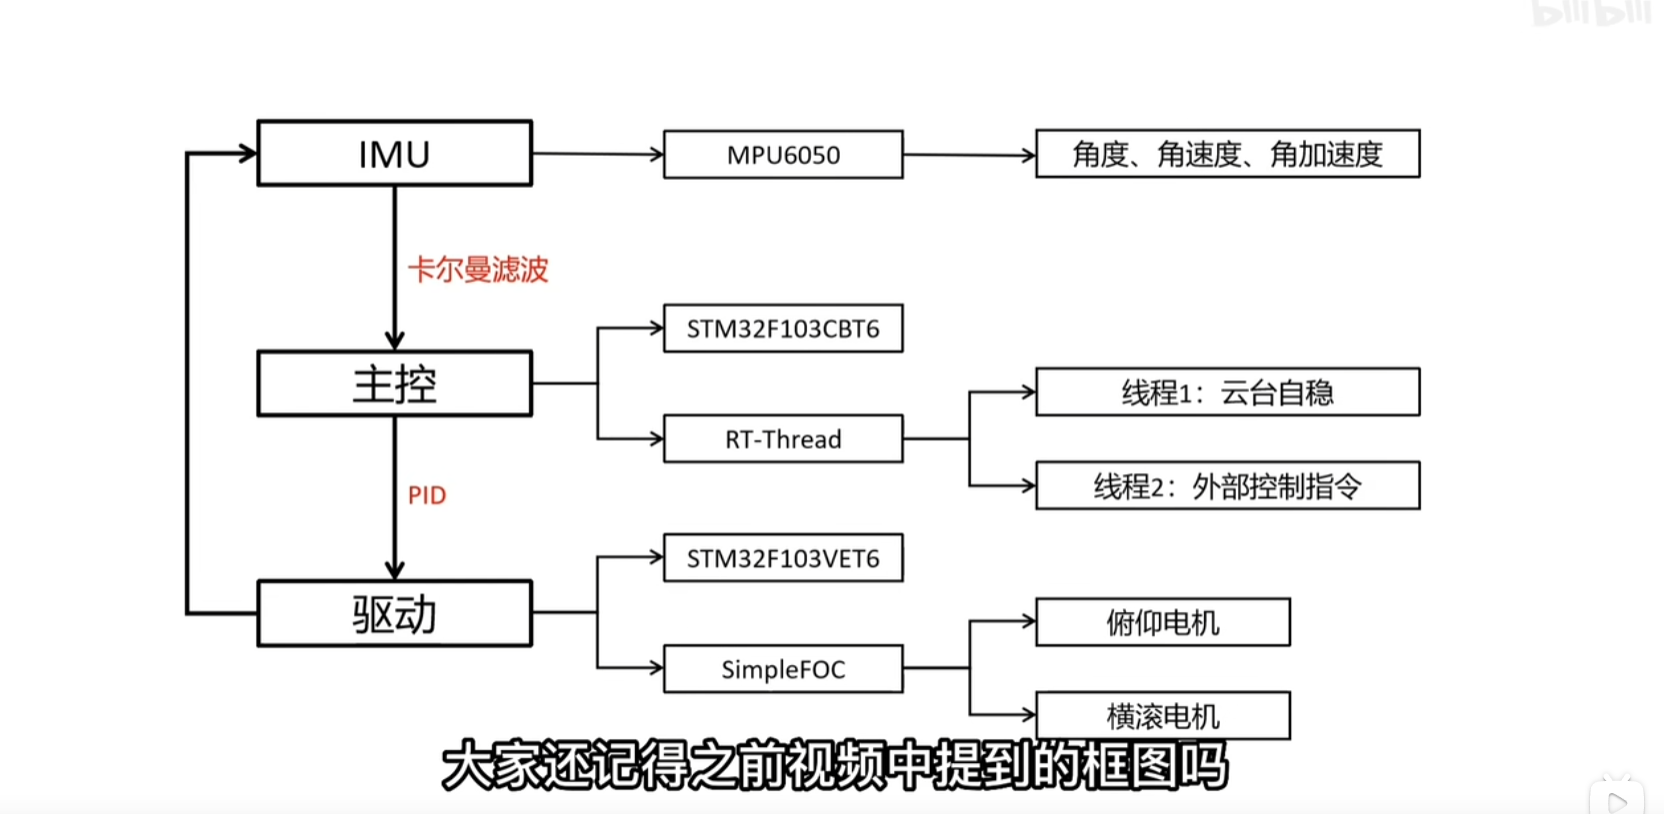 bilibili
IMU
MPU6050
角度、角速度、角加速度
卡尔曼滤波
主控
STM32F103CBT6
RT-Thread
线程1：云台自稳
线程2：外部控制指令
PID
驱动
STM32F103VET6
SimpleFOC
俯仰电机
横滚电机
大家还记得之前视频中提到的框图吗